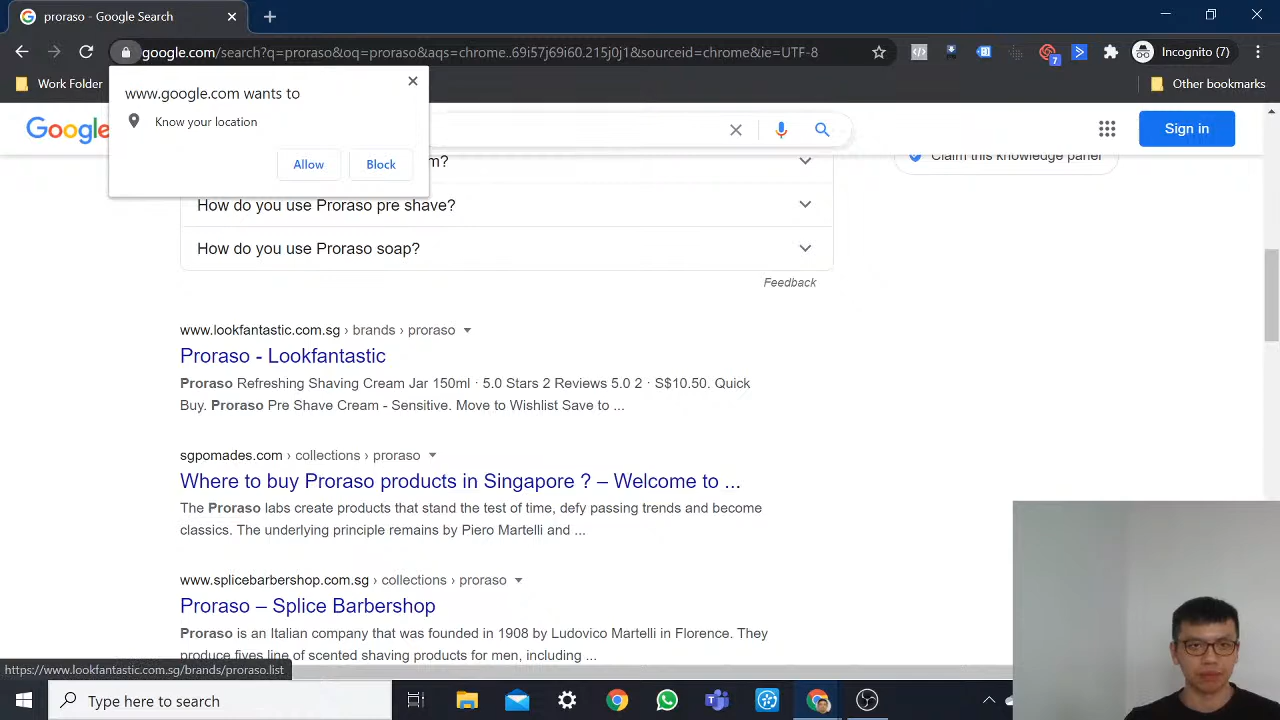 proraso - Google Search
google.com/search?q=proraso&oq=proraso&aqs=chrome..69i57j69i60.215j0j1&sourceid=chrome&ie=UTF-8
7
Incognito (7)
Work Folder
Other bookmarks
www.google.com wants to
Know your location
Allow
Block
Google
Sign in
m?
Claim this knowledge panel
How do you use Proraso pre shave?
How do you use Proraso soap?
Feedback
www.lookfantastic.com.sg › brands › proraso
Proraso - Lookfantastic
Proraso Refreshing Shaving Cream Jar 150ml · 5.0 Stars 2 Reviews 5.0 2 · S$10.50. Quick
Buy. Proraso Pre Shave Cream - Sensitive. Move to Wishlist Save to ...
sgpomades.com › collections › proraso
Where to buy Proraso products in Singapore ? – Welcome to ...
The Proraso labs create products that stand the test of time, defy passing trends and become
classics. The underlying principle remains by Piero Martelli and ...
www.splicebarbershop.com.sg › collections › proraso
Proraso – Splice Barbershop
Proraso is an Italian company that was founded in 1908 by Ludovico Martelli in Florence. They
produce fives line of scented shaving products for men, including ...
https://www.lookfantastic.com.sg/brands/proraso.list
Type here to search